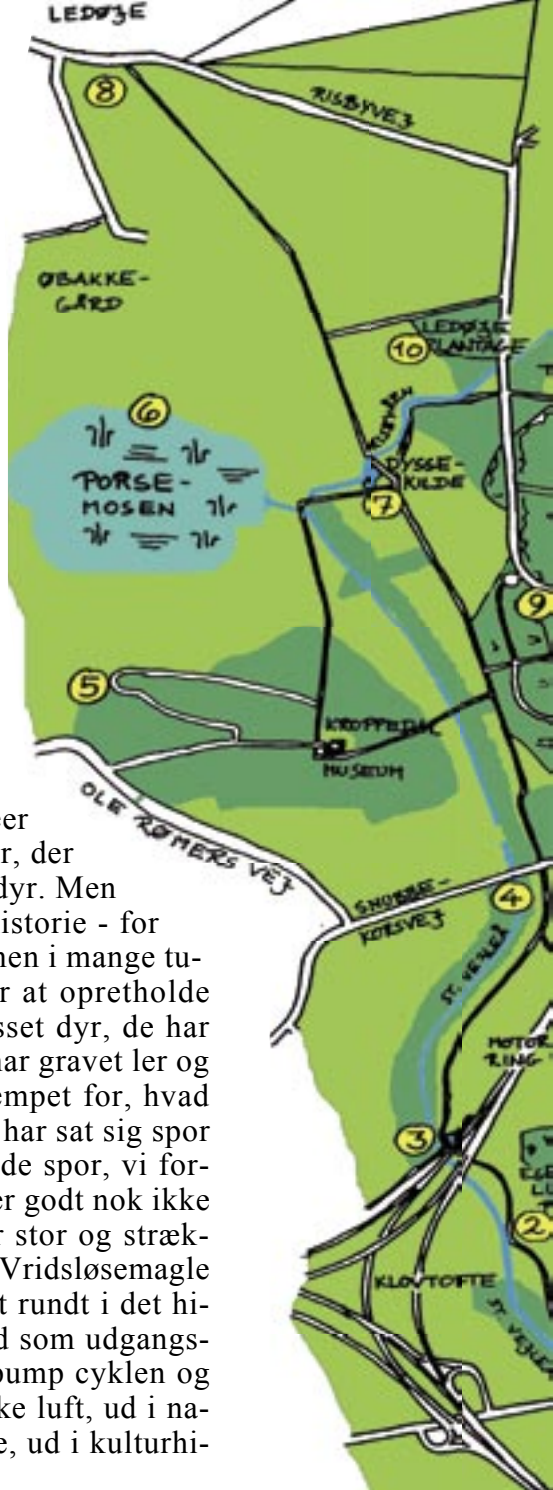 LEDØJE
8
RISBYVEJ
ØBAKKE-
GÅRD
LEDØJE
10
PLANTAGE
6
PORSE-
MOSEN
DYSSE-
KILDE
7
9
5
KROPPEDAL
MUSEUM
OLE RØMERS VEJ
SNUBBE-
KORSVEJ
4
ST. VEJLEÅ
MOTOR
RING
3
2
KLOVTOFTE
ST. VEJLEÅ
eer
r, der
dyr. Men
istorie - for
nen i mange tu-
r at opretholde
sset dyr, de har
har gravet ler og
empet for, hvad
har sat sig spor
de spor, vi for-
er godt nok ikke
r stor og stræk-
Vridsløsemagle
t rundt i det hi-
d som udgangs-
pump cyklen og
ke luft, ud i na-
e, ud i kulturhi-